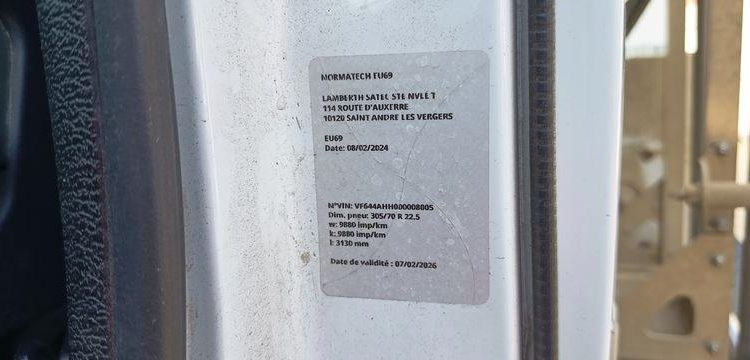 NORMATECH EU69
LAMBERTH SATEC STE NVLE T
114 ROUTE D'AUXERRE
10120 SAINT ANDRE LES VERGERS
EU69
Date: 08/02/2024
N°VIN: VF644AHH000008005
Dim. pneu: 305/70 R 22.5
w: 9880 imp/km
k: 9880 imp/km
l: 3130 mm
Date de validité : 07/02/2026